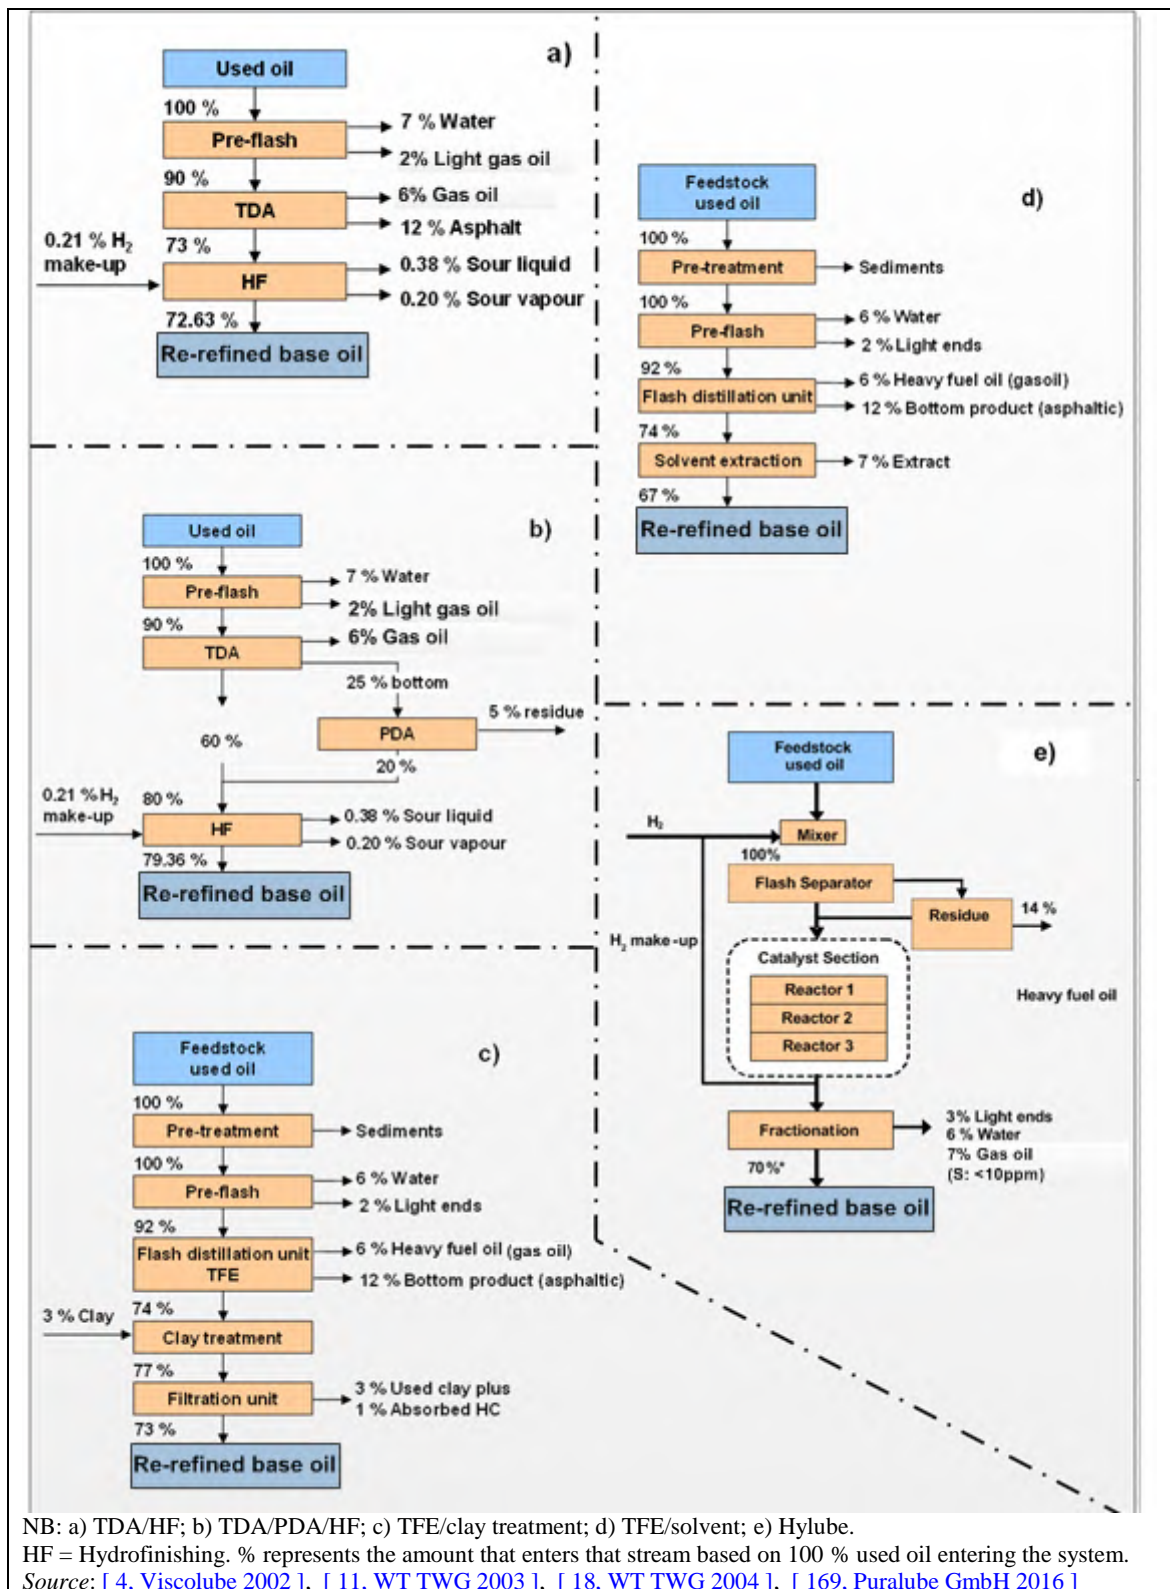 a)
Used oil
100 %
Pre-flash
7 % Water
2% Light gas oil
90 %
TDA
6% Gas oil
12 % Asphalt
73 %
0.21 % H2
make-up
HF
0.38 % Sour liquid
0.20 % Sour vapour
72.63 %
Re-refined base oil
b)
Used oil
100 %
Pre-flash
7 % Water
2% Light gas oil
90 %
TDA
6% Gas oil
25 % bottom
PDA
5 % residue
60 %
20 %
0.21 % H2
make-up
80 %
HF
0.38 % Sour liquid
0.20 % Sour vapour
79.36 %
Re-refined base oil
c)
Feedstock
used oil
100 %
Pre-treatment
Sediments
100 %
Pre-flash
6 % Water
2 % Light ends
92 %
Flash distillation unit
TFE
6 % Heavy fuel oil (gas oil)
12 % Bottom product (asphaltic)
74 %
3 % Clay
Clay treatment
77 %
Filtration unit
3 % Used clay plus
1 % Absorbed HC
73 %
Re-refined base oil
d)
Feedstock
used oil
100 %
Pre-treatment
Sediments
100 %
Pre-flash
6 % Water
2 % Light ends
92 %
Flash distillation unit
6 % Heavy fuel oil (gasoil)
12 % Bottom product (asphaltic)
74 %
Solvent extraction
7 % Extract
67 %
Re-refined base oil
e)
Feedstock
used oil
H2
Mixer
100%
Flash Separator
Residue
14 %
H2 make-up
Catalyst Section
Reactor 1
Reactor 2
Reactor 3
Heavy fuel oil
Fractionation
3% Light ends
6 % Water
7% Gas oil
(S: <10ppm)
70 %*
Re-refined base oil
NB: a) TDA/HF; b) TDA/PDA/HF; c) TFE/clay treatment; d) TFE/solvent; e) Hylube.
HF = Hydrofinishing. % represents the amount that enters that stream based on 100 % used oil entering the system.
Source: [ 4, Viscolube 2002 ], [ 11, WT TWG 2003 ], [ 18, WT TWG 2004 ], [ 169, Puralube GmbH 2016 ]